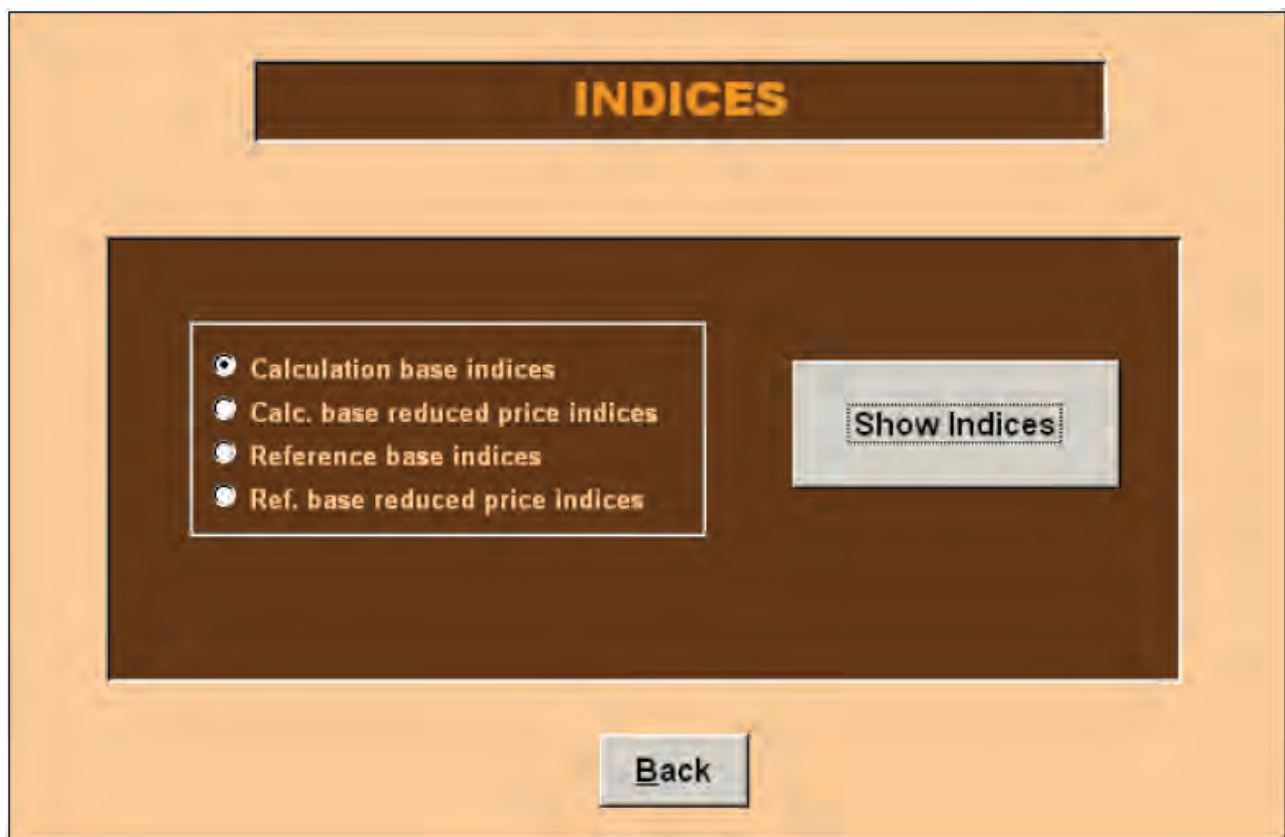 INDICES
Calculation base indices
Calc. base reduced price indices
Reference base indices
Ref. base reduced price indices
Show Indices
Back